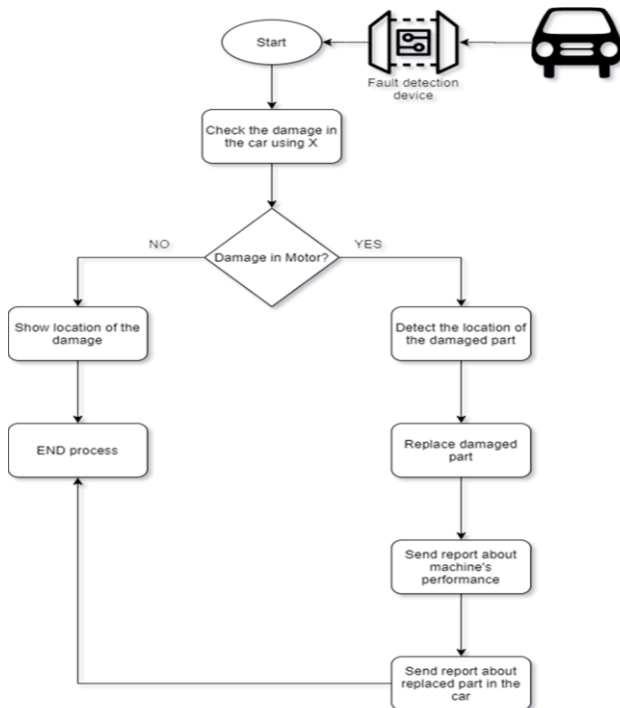 Start
Fault detection
device
Check the damage in
the car using X
NO
Damage in Motor?
YES
Show location of the
damage
Detect the location of
the damaged part
END process
Replace damaged
part
Send report about
machine's
performance
Send report about
replaced part in the
car